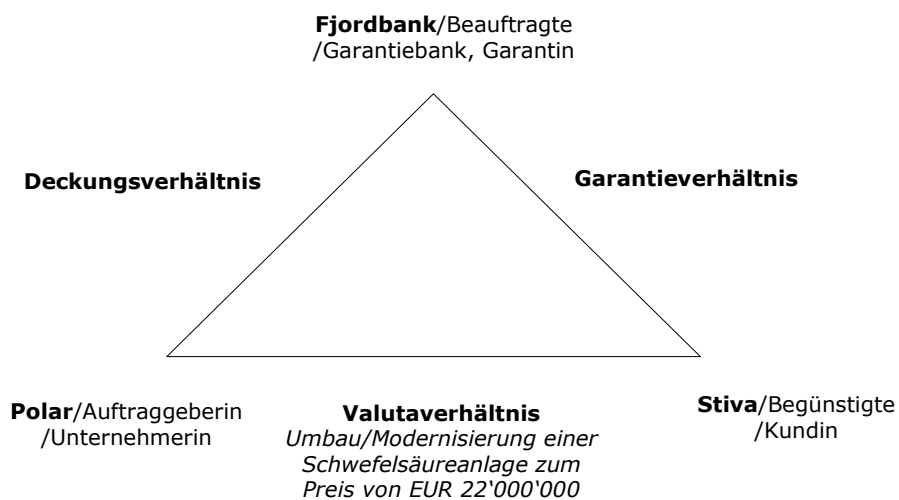 Fjordbank/Beauftragte
/Garantiebank, Garantin
Deckungsverhältnis
Garantieverhältnis
Polar/Auftraggeberin
/Unternehmerin
Valutaverhältnis
Umbau/Modernisierung einer
Schwefelsäureanlage zum
Preis von EUR 22‘000‘000
Stiva/Begünstigte
/Kundin